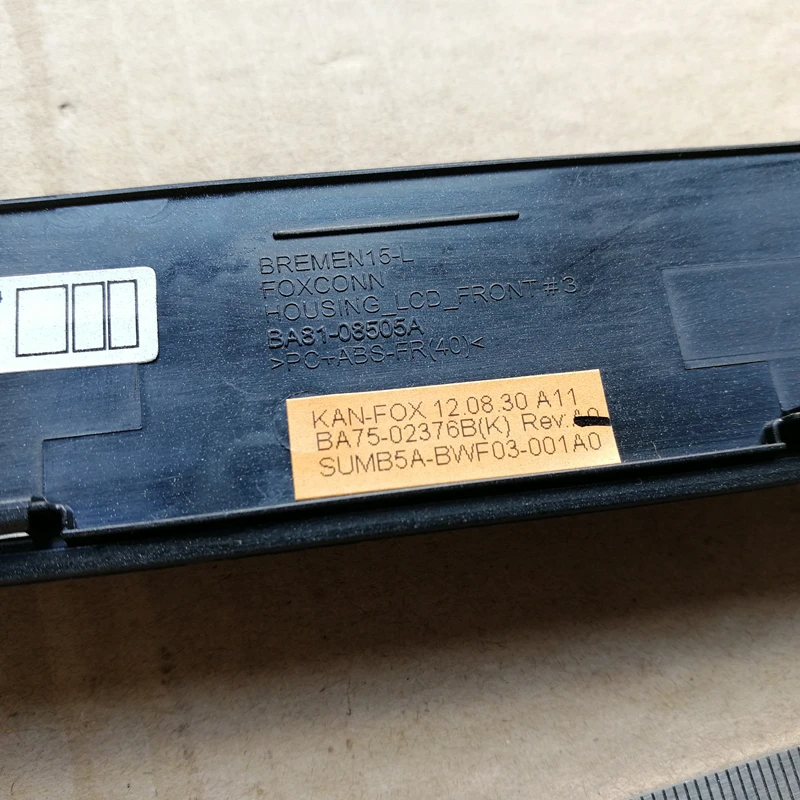 BREMEN15-L
FOXCONN
HOUSING_LCD_FRONT#3
BA81-08505A
>PC+ABS-FR(40)<
KAN-FOX 12.08.30 A11
BA75-02376B(K) Rev:A0
SUMB5A-BWF03-001A0